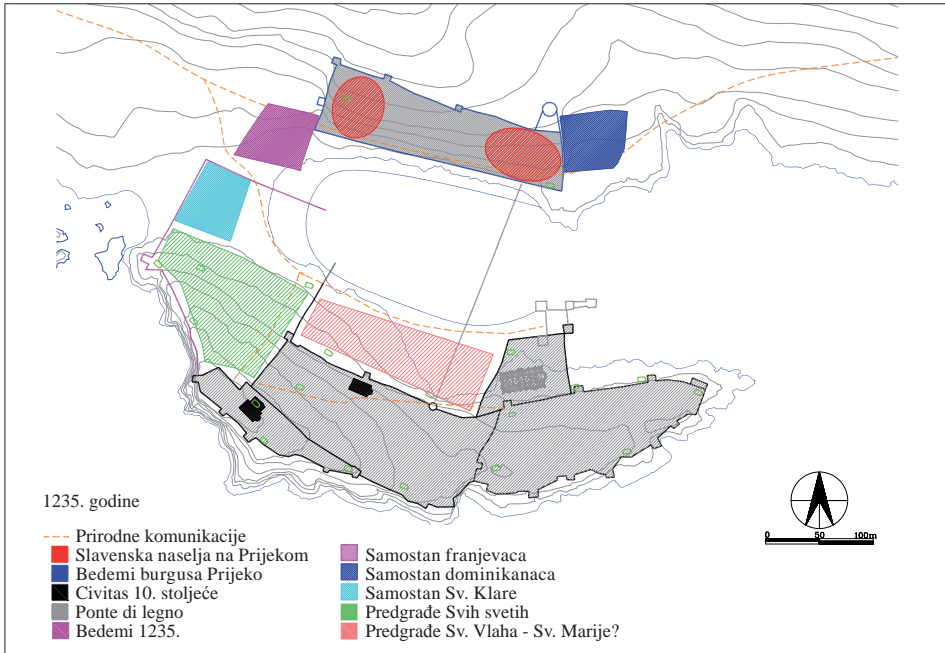 1235. godine
Prirodne komunikacije
Slavenska naselja na Prijekom
Bedemi burgusa Prijeko
Civitas 10. stoljeće
Ponte di legno
Bedemi 1235.
Samostan franjevaca
Samostan dominikanaca
Samostan Sv. Klare
Predgrađe Svih svetih
Predgrađe Sv. Vlaha - Sv. Marije?
0 50 100m